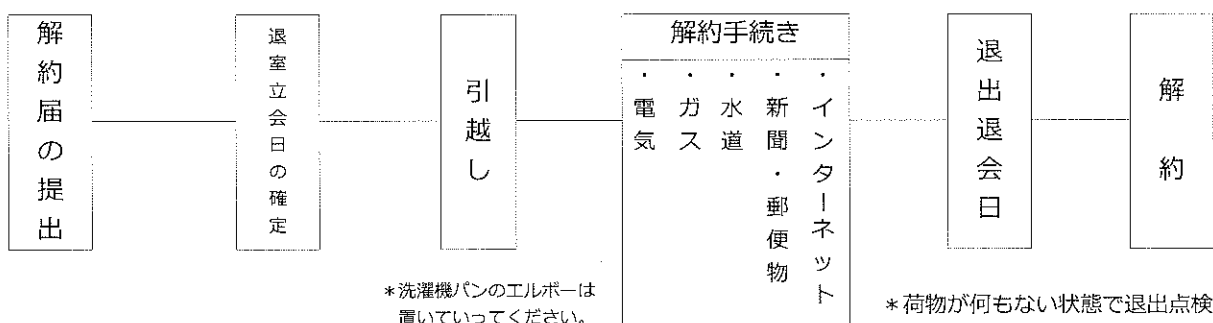 解約届の提出
退室立会日の確定
引越し
＊洗濯機パンのエルボーは
置いていってください。
解約手続き
・電気
・ガス
・水道
・新聞・郵便物
・インターネット
退出退会日
解約
＊荷物が何もない状態で退出点検